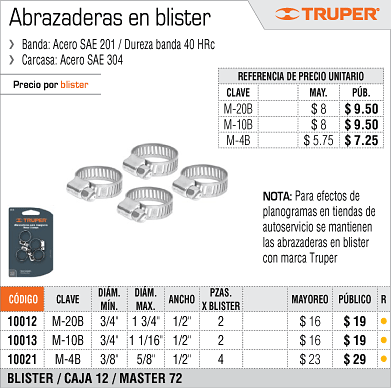 Abrazaderas en blister
TRUPER®
Banda: Acero SAE 201 / Dureza banda 40 HRc
Carcasa: Acero SAE 304
Precio por blister
REFERENCIA DE PRECIO UNITARIO
CLAVE MAY. PÚB.
M-20B $ 8 $ 9.50
M-10B $ 8 $ 9.50
M-4B $ 5.75 $ 7.25
TRUPER
NOTA: Para efectos de
planogramas en tiendas de
autoservicio se mantienen
las abrazaderas en blister
con marca Truper
CÓDIGO CLAVE DIÁM. MÍN. DIÁM. MAX. ANCHO PZAS. X BLISTER MAYOREO PÚBLICO R
10012 M-20B 3/4" 1 3/4" 1/2" 2 $ 16 $ 19
10013 M-10B 3/4" 1 1/16" 1/2" 2 $ 16 $ 19
10021 M-4B 3/8" 5/8" 1/2" 4 $ 23 $ 29
BLISTER / CAJA 12 / MASTER 72